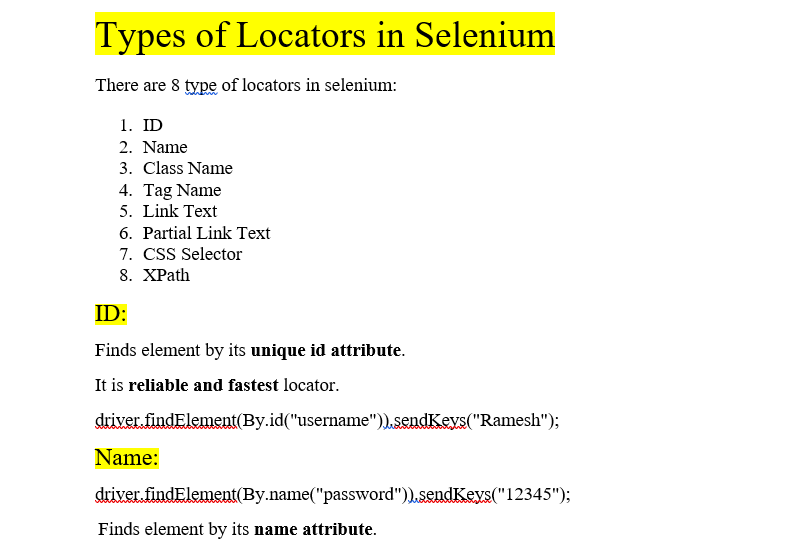 Types of Locators in Selenium
There are 8 type of locators in selenium:
1. ID
2. Name
3. Class Name
4. Tag Name
5. Link Text
6. Partial Link Text
7. CSS Selector
8. XPath
ID:
Finds element by its unique id attribute.
It is reliable and fastest locator.
driver.findElement(By.id("username")).sendKeys("Ramesh");
Name:
driver.findElement(By.name("password")).sendKeys("12345");
Finds element by its name attribute.